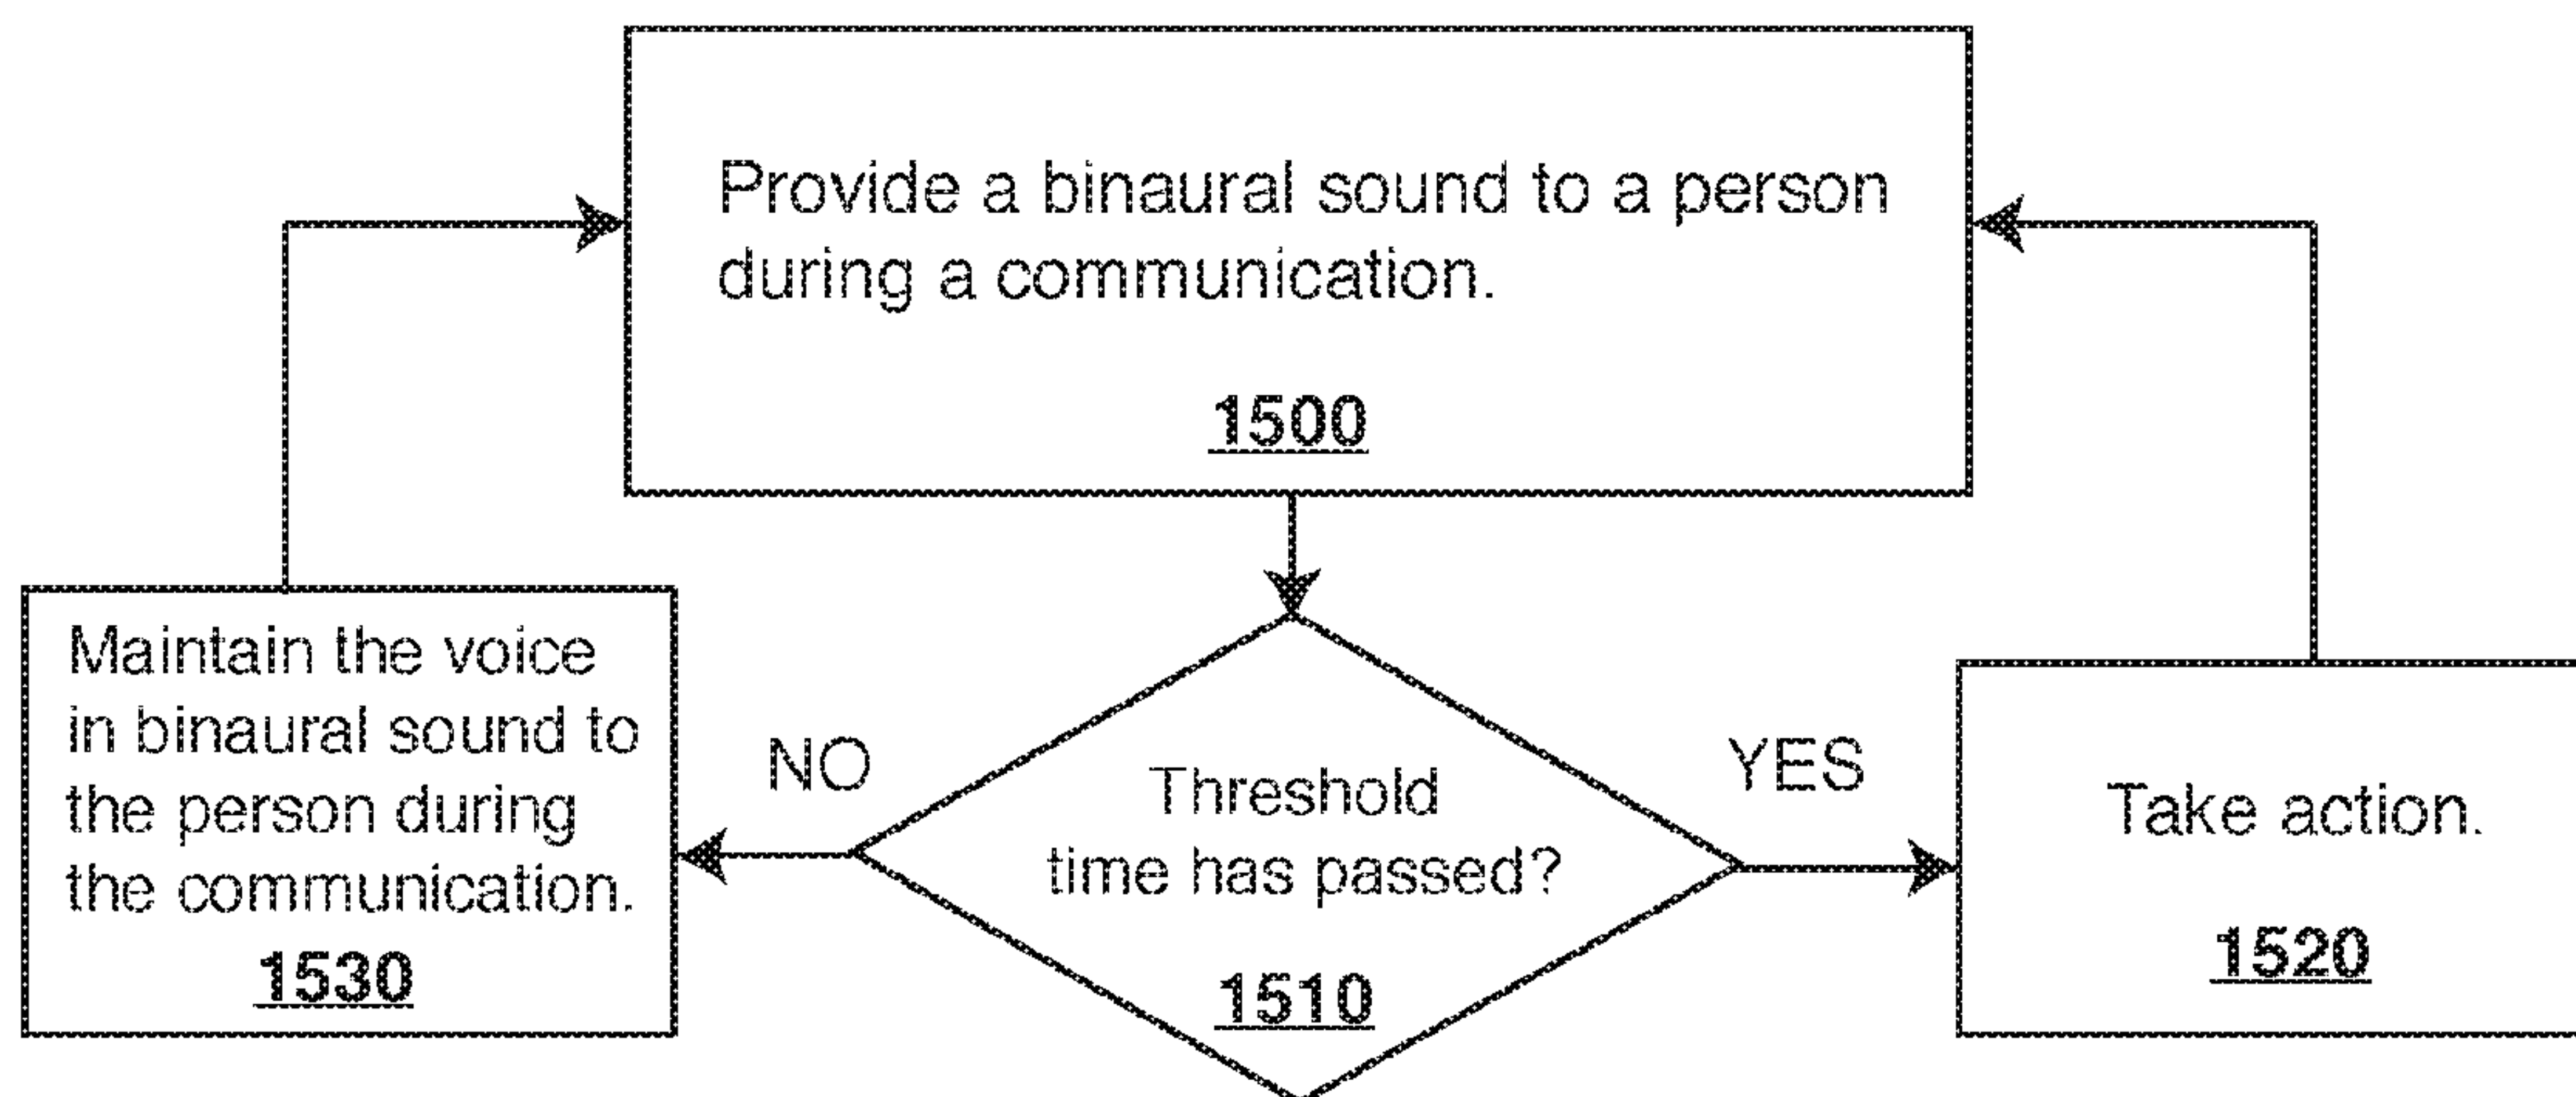 Provide a binaural sound to a person
during a communication.
1500
Maintain the voice
in binaural sound to
the person during
the communication.
1530
NO
Threshold
time has passed?
1510
YES
Take action.
1520